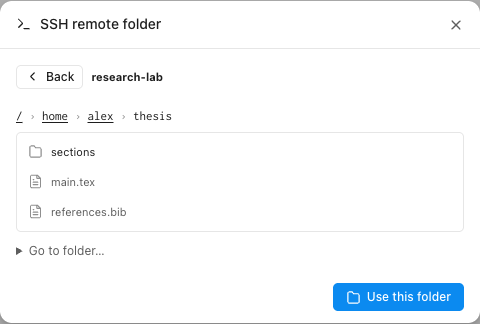 SSH remote folder
Back research-lab
/ › home › alex › thesis
sections
main.tex
references.bib
Go to folder...
Use this folder